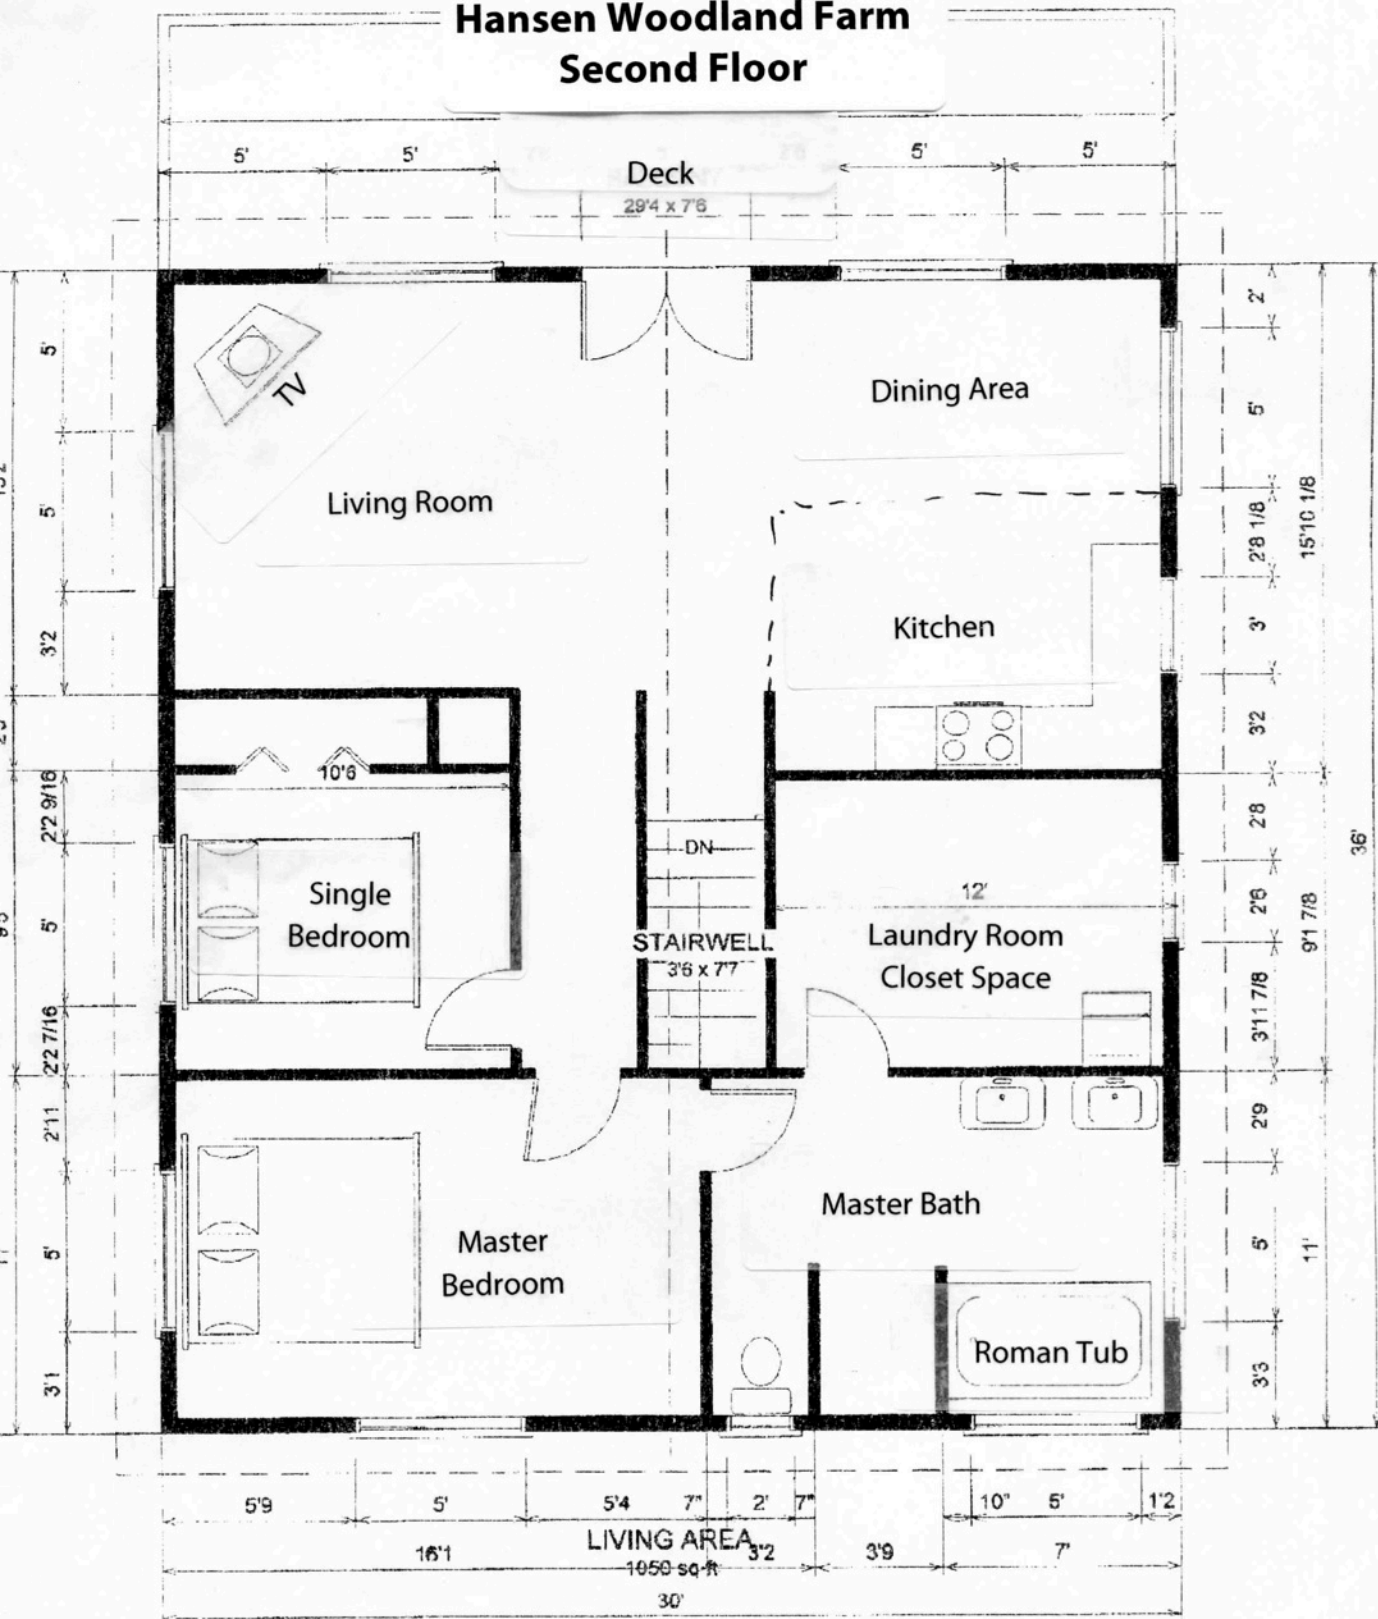 Hansen Woodland Farm
Second Floor
5'
5'
5'
5'
Deck
29'4 x 7'6
2'
5'
TV
Dining Area
5'
Living Room
5'
2'8 1/8
15'10 1/8
Kitchen
3'
3'2
3'2
10'6
2'2 9/16
2'8
DN
36'
Single
Bedroom
5'
12'
2'6
9'1 7/8
STAIRWELL
3'6 x 7'7
Laundry Room
Closet Space
2'2 7/16
3'11 7/8
2'11
2'9
Master Bath
Master
Bedroom
5'
5'
11'
Roman Tub
3'1
3'3
5'9
5'
5'4
7"
2'
7"
10"
5'
1'2
LIVING AREA
1050 sq ft
16'1
3'2
3'9
7'
30'